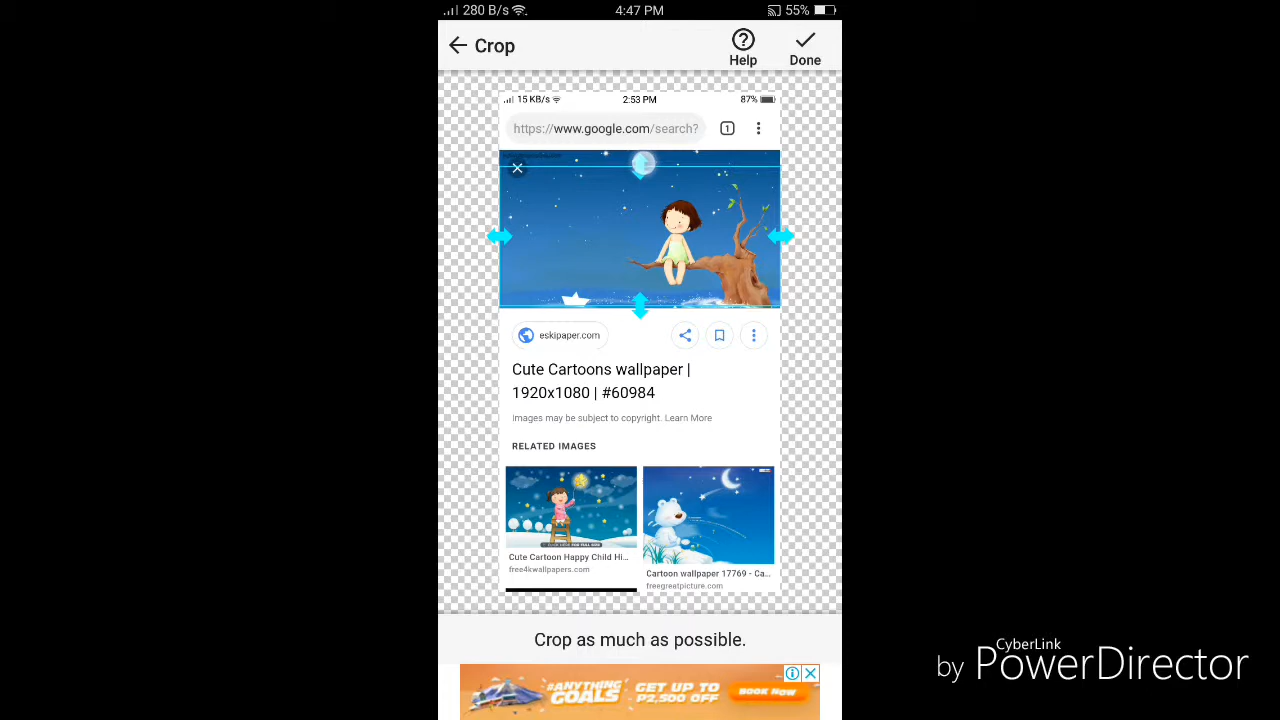 280 B/s 4:47 PM 55%
Crop
Help
Done
15 KB/s 2:53 PM 87%
https://www.google.com/search?
1
eskipaper.com
Cute Cartoons wallpaper |
1920x1080 | #60984
Images may be subject to copyright. Learn More
RELATED IMAGES
Cute Cartoon Happy Child Hi...
free4kwallpapers.com
Cartoon wallpaper 17769 - Ca...
freegreatpicture.com
Crop as much as possible.
#ANYTHING
GOALS
GET UP TO
P2,500 OFF
BOOK NOW
CyberLink
by PowerDirector